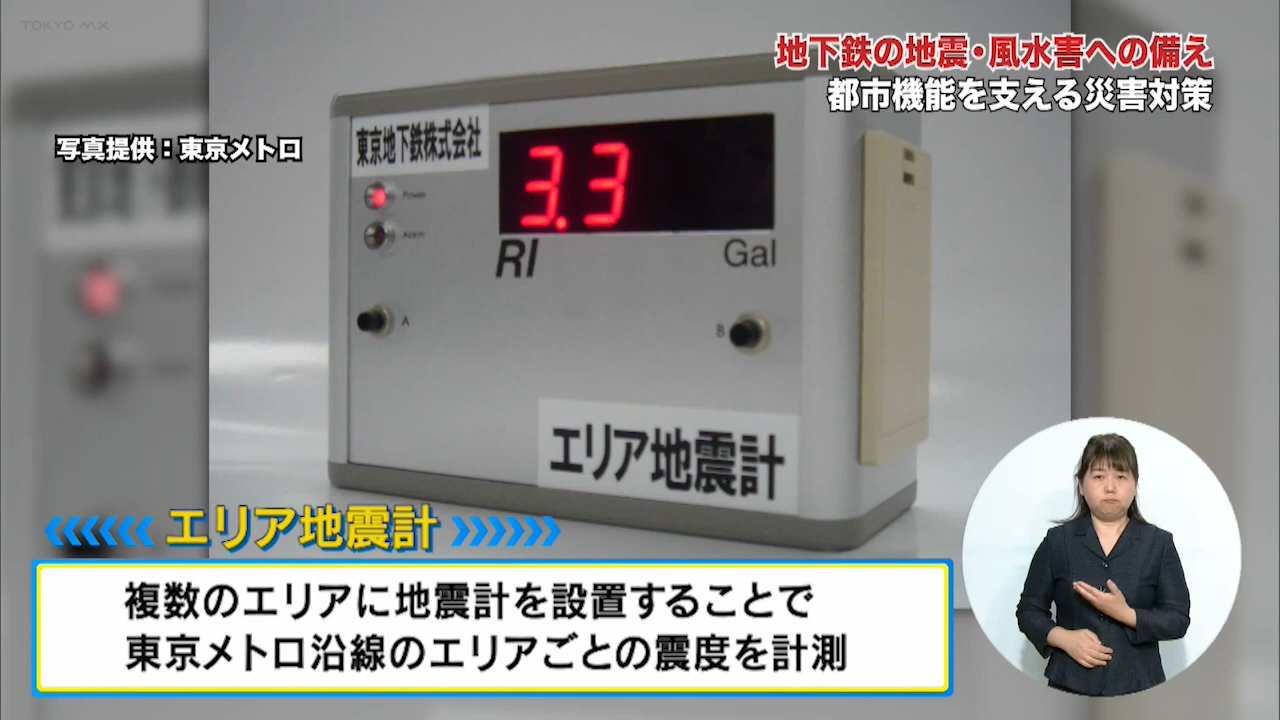 TOKYO MX
地下鉄の地震・風水害への備え
都市機能を支える災害対策
写真提供：東京メトロ
東京地下鉄株式会社
3.3
Power
Alarm
RI
Gal
A
B
エリア地震計
エリア地震計
複数のエリアに地震計を設置することで
東京メトロ沿線のエリアごとの震度を計測